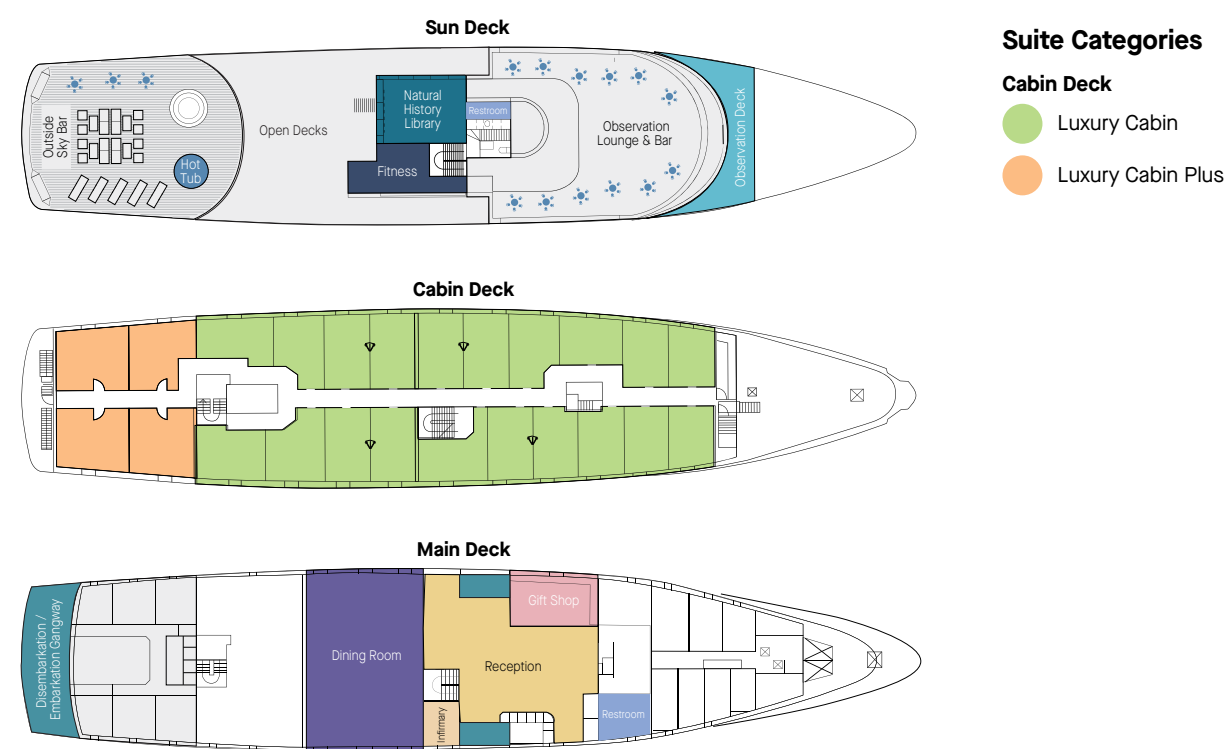 Sun Deck
Outside
Sky Bar
Hot
Tub
Open Decks
Natural
History
Library
Restroom
Fitness
Observation
Lounge & Bar
Observation Deck
Suite Categories
Cabin Deck
Luxury Cabin
Luxury Cabin Plus
Cabin Deck
Main Deck
Disembarkation /
Embarkation Gangway
Dining Room
Gift Shop
Reception
Infirmary
Restroom